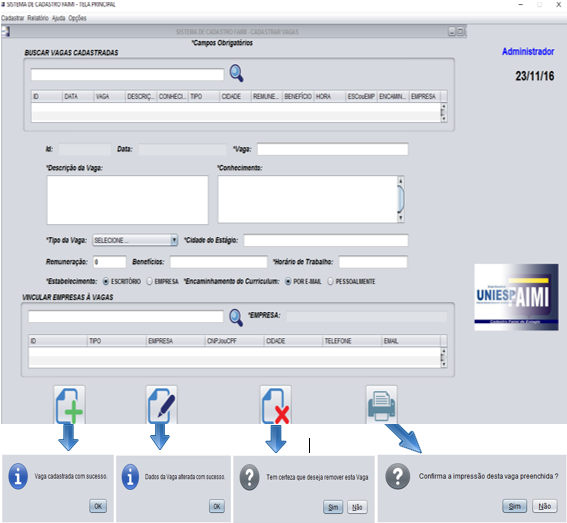 SISTEMA DE CADASTRO FAIMI - TELA PRINCIPAL
Cadastrar Relatório Ajuda Opções
SISTEMA DE CADASTRO FAIMI - CADASTRAR VAGAS
*Campos Obrigatórios
Administrador
BUSCAR VAGAS CADASTRADAS
23/11/16
ID DATA VAGA DESCRIÇ... CONHECI... TIPO CIDADE REMUNE... BENEFÍCIO HORA ESCouEMP ENCAMIN... EMPRESA
Id: Data: *Vaga:
*Descrição da Vaga: *Conhecimento:
*Tipo da Vaga: SELECIONE... *Cidade do Estágio:
Remuneração: 0 Benefícios: *Horário de Trabalho:
*Estabelecimento: ESCRITÓRIO EMPRESA *Encaminhamento do Curriculum: POR E-MAIL PESSOALMENTE
UNIESP FAIMI
VINCULAR EMPRESAS À VAGAS
*EMPRESA:
ID TIPO EMPRESA CNPJouCPF CIDADE TELEFONE EMAIL
Vaga cadastrada com sucesso.
OK
Dados da Vaga alterada com sucesso.
OK
Tem certeza que deseja remover esta Vaga
Sim Não
Confirma a impressão desta vaga preenchida ?
Sim Não